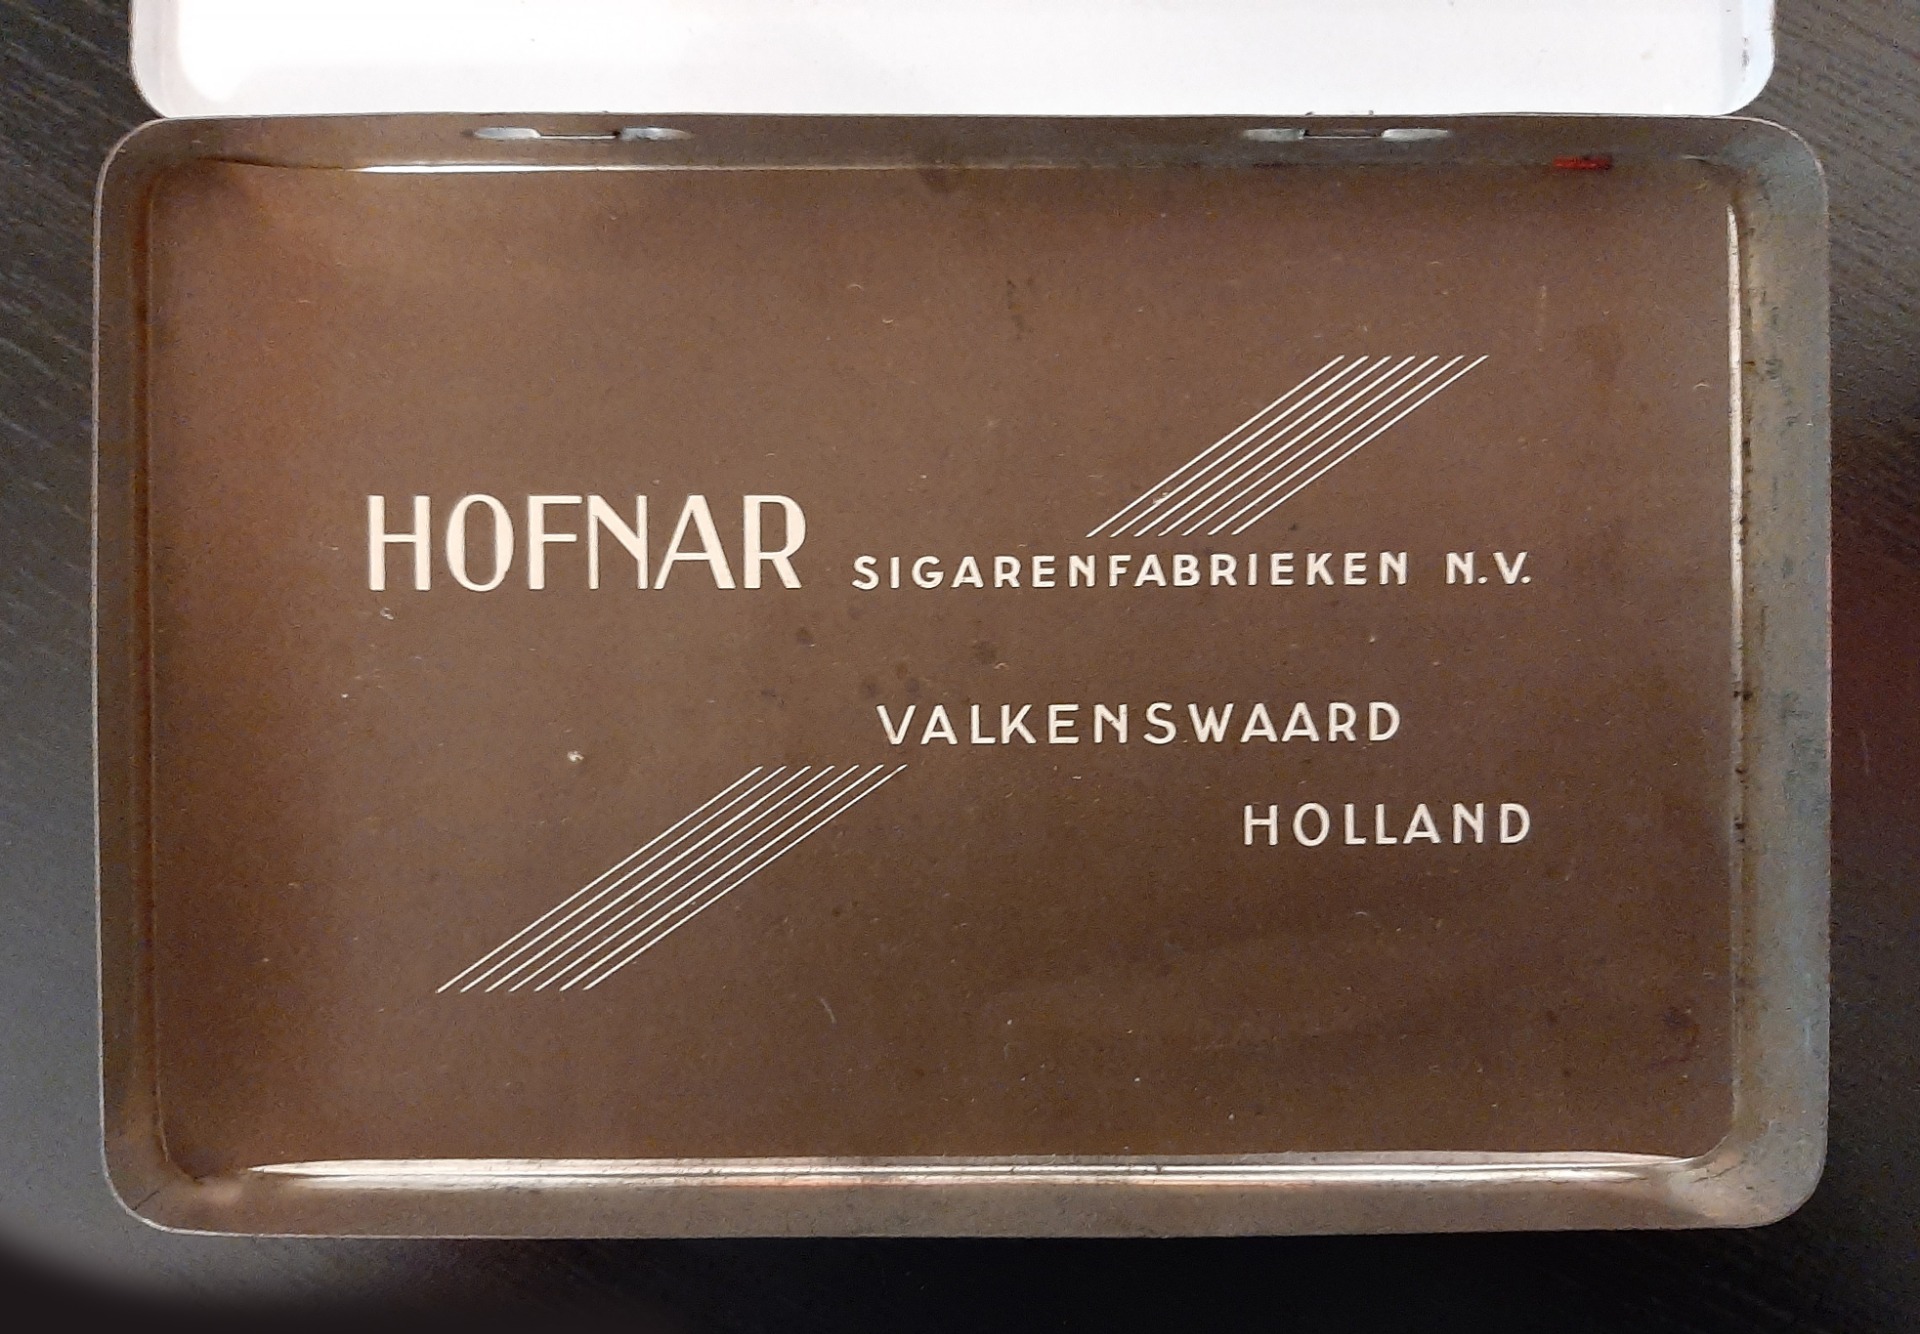 HOFNAR SIGARENFABRIEKEN N.V.
VALKENSWAARD
HOLLAND